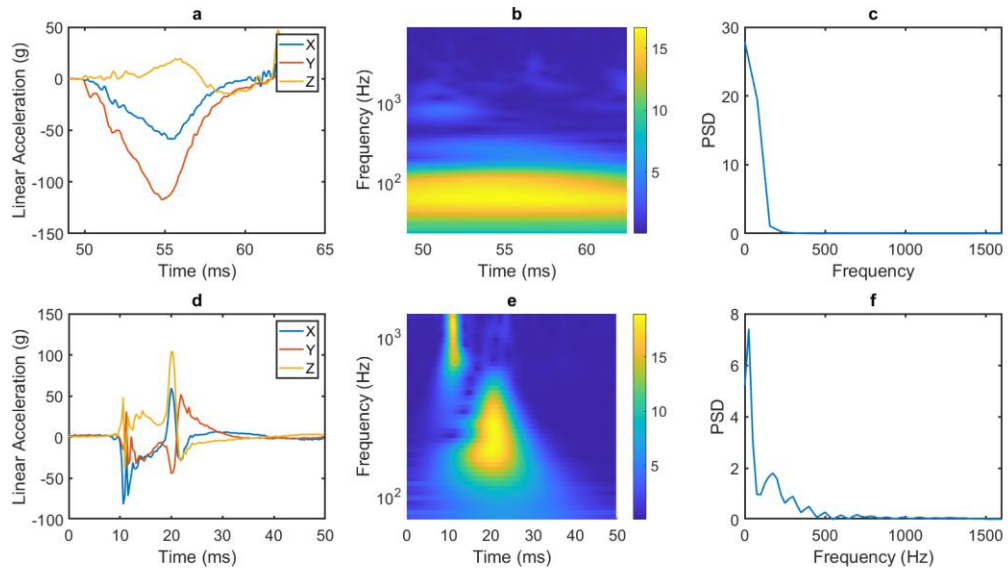 a
Linear Acceleration (g)
50
0
-50
-100
-150
50
55
60
65
Time (ms)
X
Y
Z
b
Frequency (Hz)
10³
10²
50
55
60
Time (ms)
15
10
5
c
PSD
30
20
10
0
0
500
1000
1500
Frequency
d
Linear Acceleration (g)
150
100
50
0
-50
-100
0
10
20
30
40
50
Time (ms)
X
Y
Z
e
Frequency (Hz)
10³
10²
0
10
20
30
40
50
Time (ms)
15
10
5
f
PSD
8
6
4
2
0
0
500
1000
1500
Frequency (Hz)